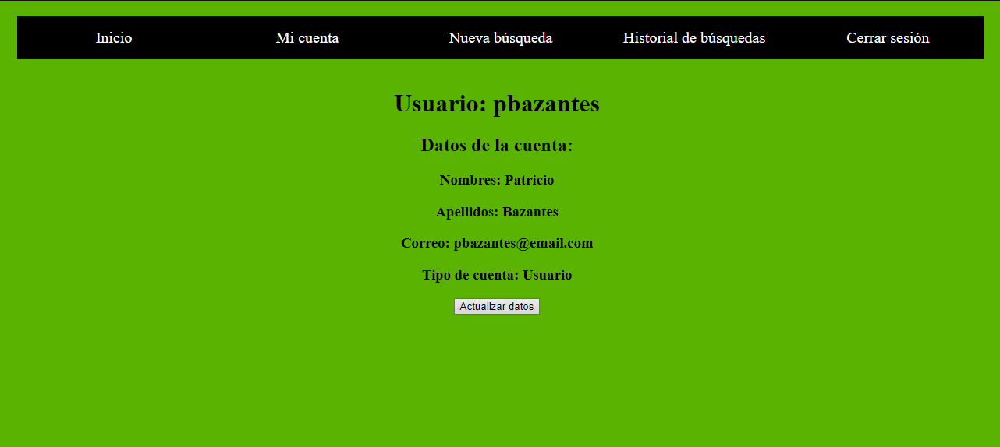 Inicio Mi cuenta Nueva búsqueda Historial de búsquedas Cerrar sesión
Usuario: pbazantes
Datos de la cuenta:
Nombres: Patricio
Apellidos: Bazantes
Correo: pbazantes@email.com
Tipo de cuenta: Usuario
Actualizar datos